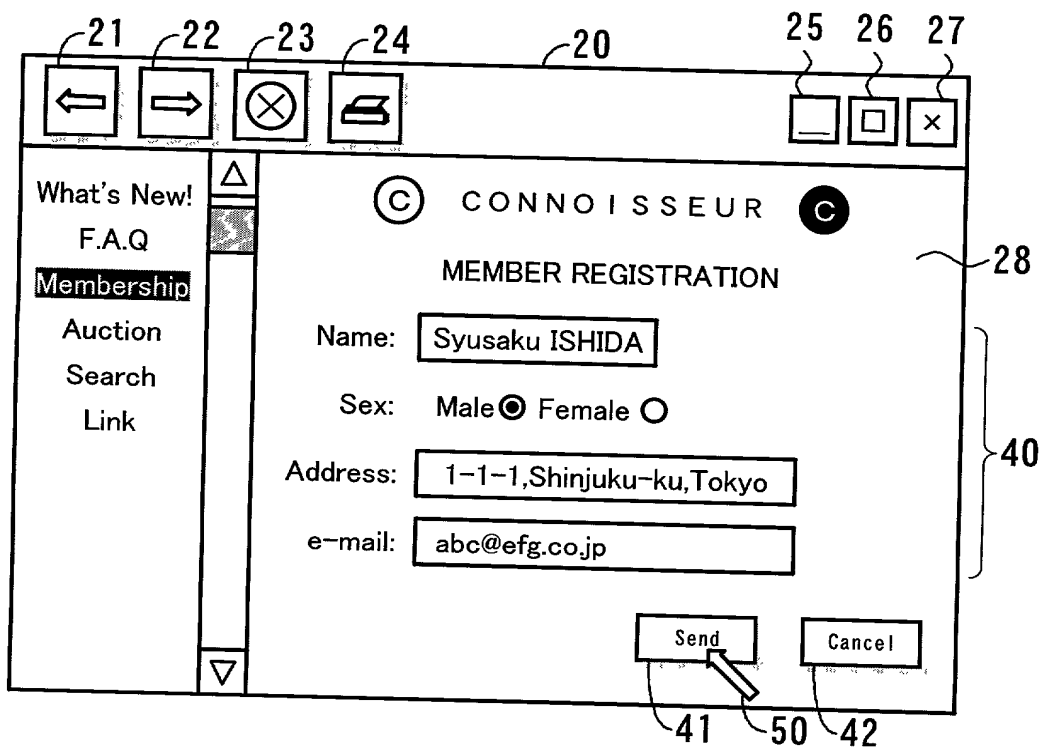 21 22 23 24 20 25 26 27
What's New!
F.A.Q
Membership
Auction
Search
Link
C CONNOISSEUR C
28
MEMBER REGISTRATION
Name: Syusaku ISHIDA
Sex: Male Female
40
Address: 1-1-1,Shinjuku-ku,Tokyo
e-mail: abc@efg.co.jp
Send Cancel
41 50 42